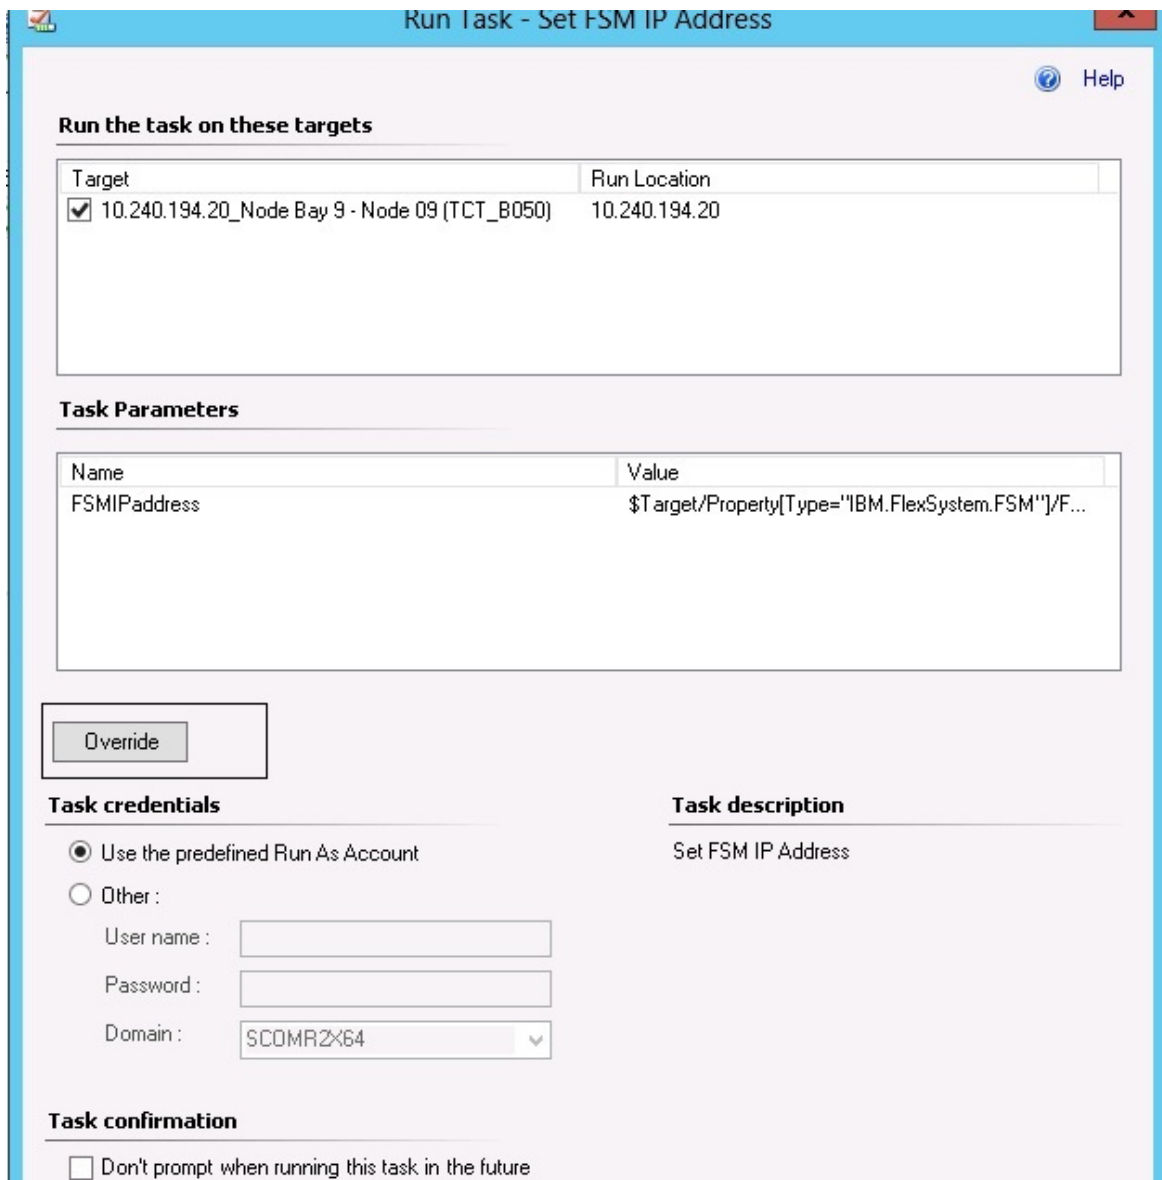 Run Task - Set FSM IP Address
Help
Run the task on these targets
Target Run Location
10.240.194.20_Node Bay 9 - Node 09 (TCT_B050) 10.240.194.20
Task Parameters
Name Value
FSMIPaddress $Target/Property[Type="IBM.FlexSystem.FSM"]/F...
Override
Task credentials Task description
Use the predefined Run As Account Set FSM IP Address
Other :
User name :
Password :
Domain : SCOMR2X64
Task confirmation
Don't prompt when running this task in the future